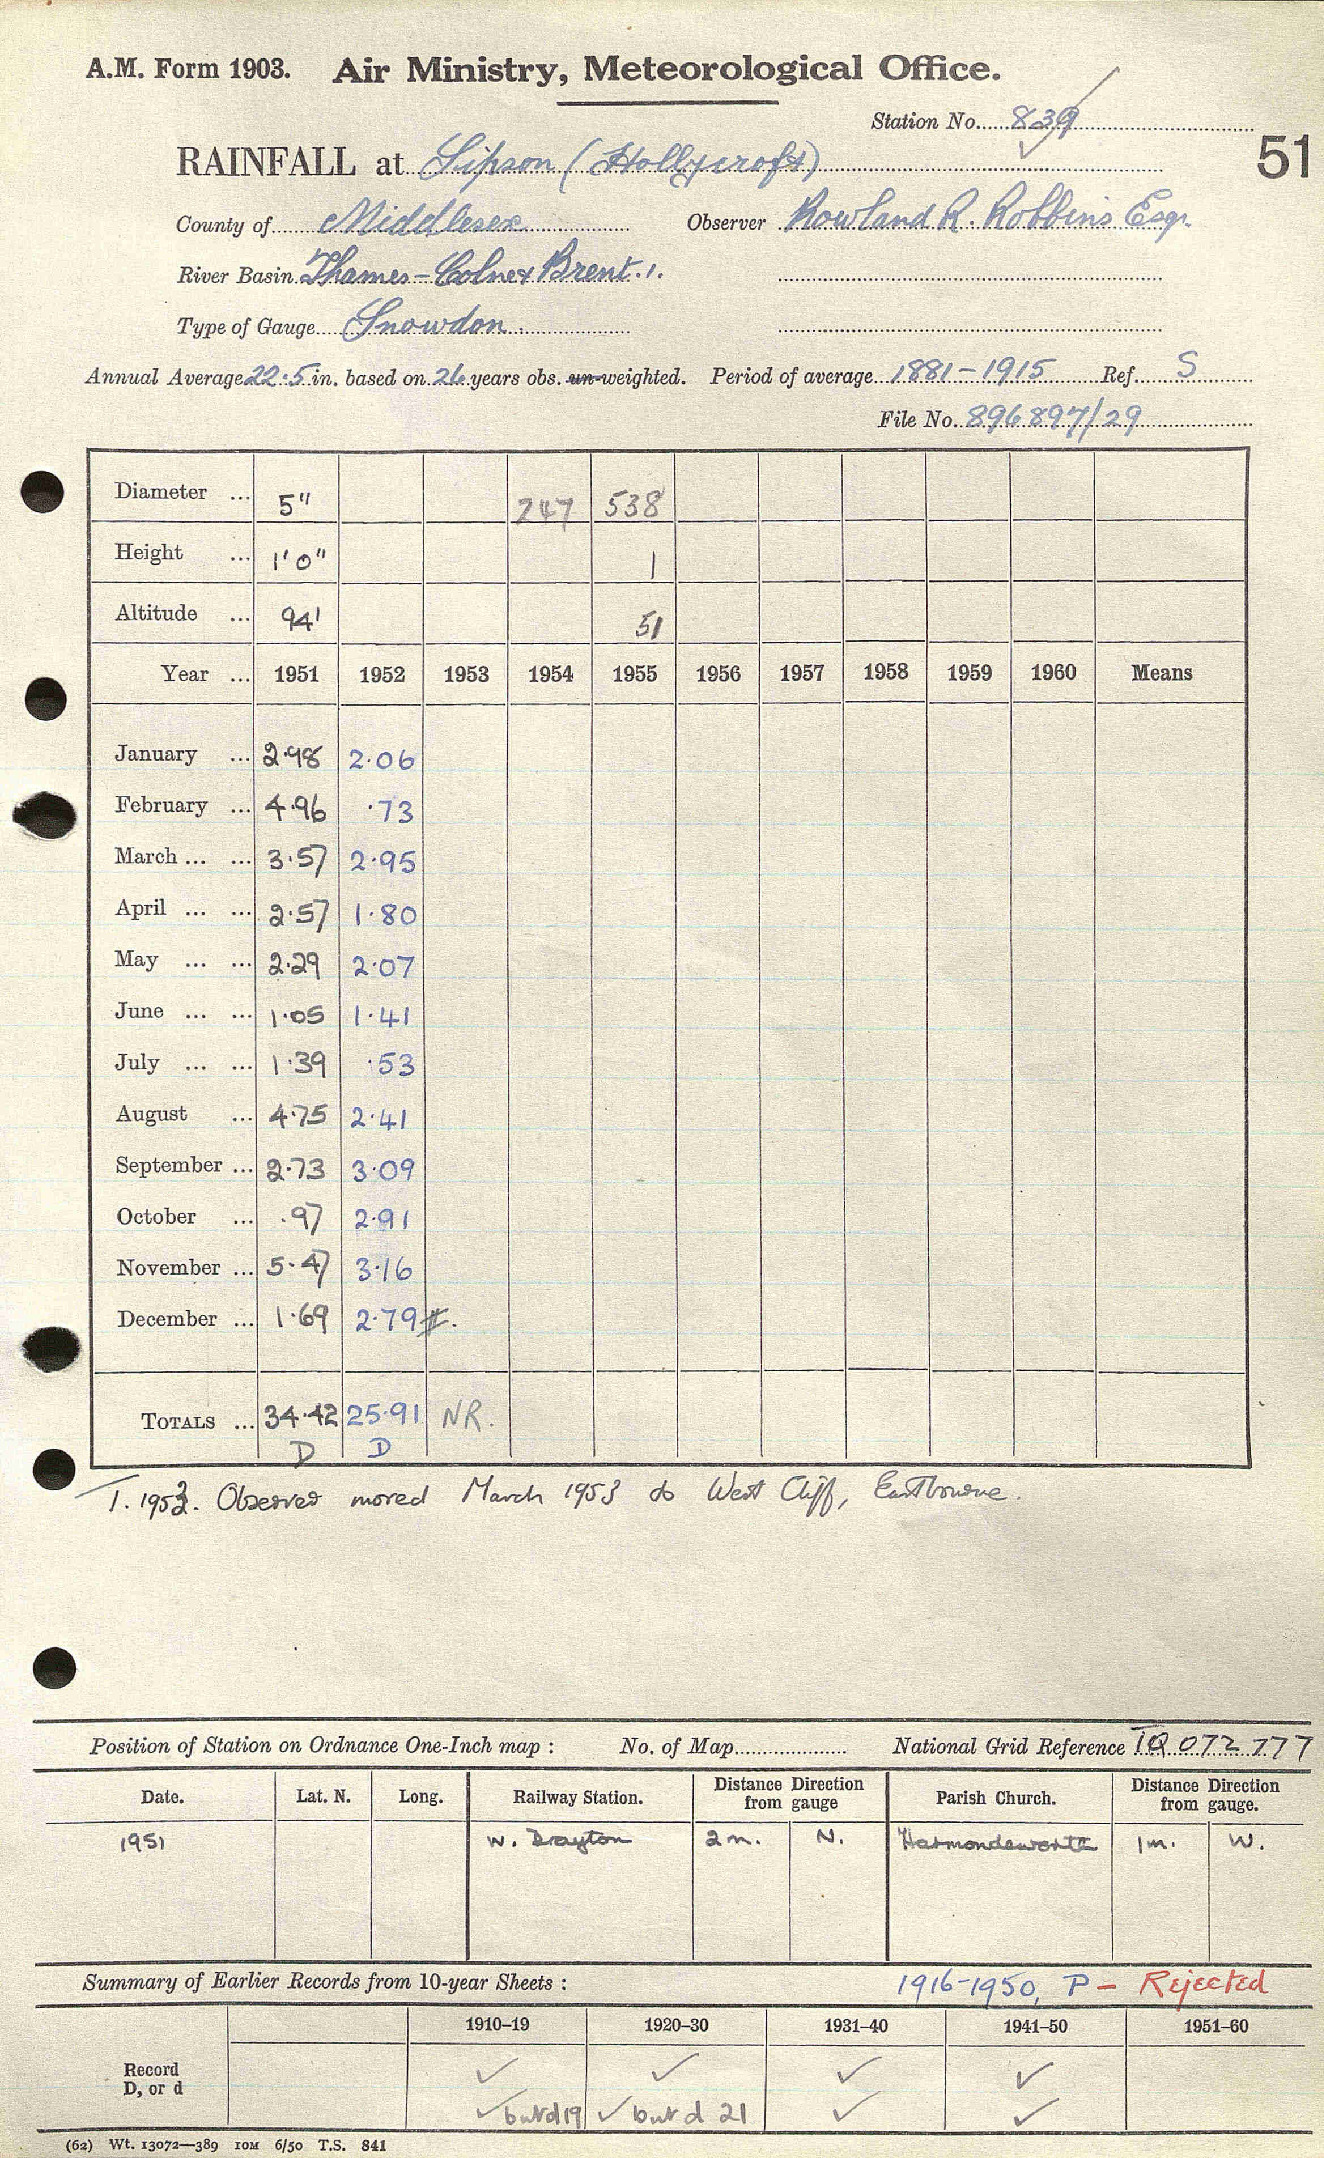 A.M. Form 1903. Air Ministry, Meteorological Office.
Station No. 839
51
RAINFALL at Sipson (Hollycroft)
County of Middlesex Observer Rowland R. Robbins Esqr.
River Basin Thames - Colne & Brent. 1.
Type of Gauge Snowdon
Annual Average 22.5 in. based on 26 years obs. un-weighted. Period of average 1881-1915 Ref. S
File No. 896897/29
Diameter ... 5" 747 538
Height ... 1'0" 1
Altitude ... 94' 51
Year ... 1951 1952 1953 1954 1955 1956 1957 1958 1959 1960 Means
January ... 2.98 2.06
February ... 4.96 .73
March ... ... 3.57 2.95
April ... ... 2.57 1.80
May ... ... 2.29 2.07
June ... ... 1.05 1.41
July ... ... 1.39 .53
August ... 4.75 2.41
September ... 2.73 3.09
October ... .97 2.91
November ... 5.47 3.16
December ... 1.69 2.79
TOTALS ... 34.42 25.91 NR.
D D
T. 1953. Observer moved March 1953 to West Cliff, Eastbourne.
Position of Station on Ordnance One-Inch map : No. of Map National Grid Reference TQ 072 777
Date. Lat. N. Long. Railway Station. Distance from Direction gauge Parish Church. Distance from Direction gauge.
1951 W. Drayton 2m. N. Harmondsworth 1m. W.
Summary of Earlier Records from 10-year Sheets : 1916-1950, P - Rejected
1910-19 1920-30 1931-40 1941-50 1951-60
Record
D, or d ✓ ✓ ✓ ✓
✓ but d 19 ✓ but d 21 ✓ ✓
(62) Wt. 13072—389 10M 6/50 T.S. 841